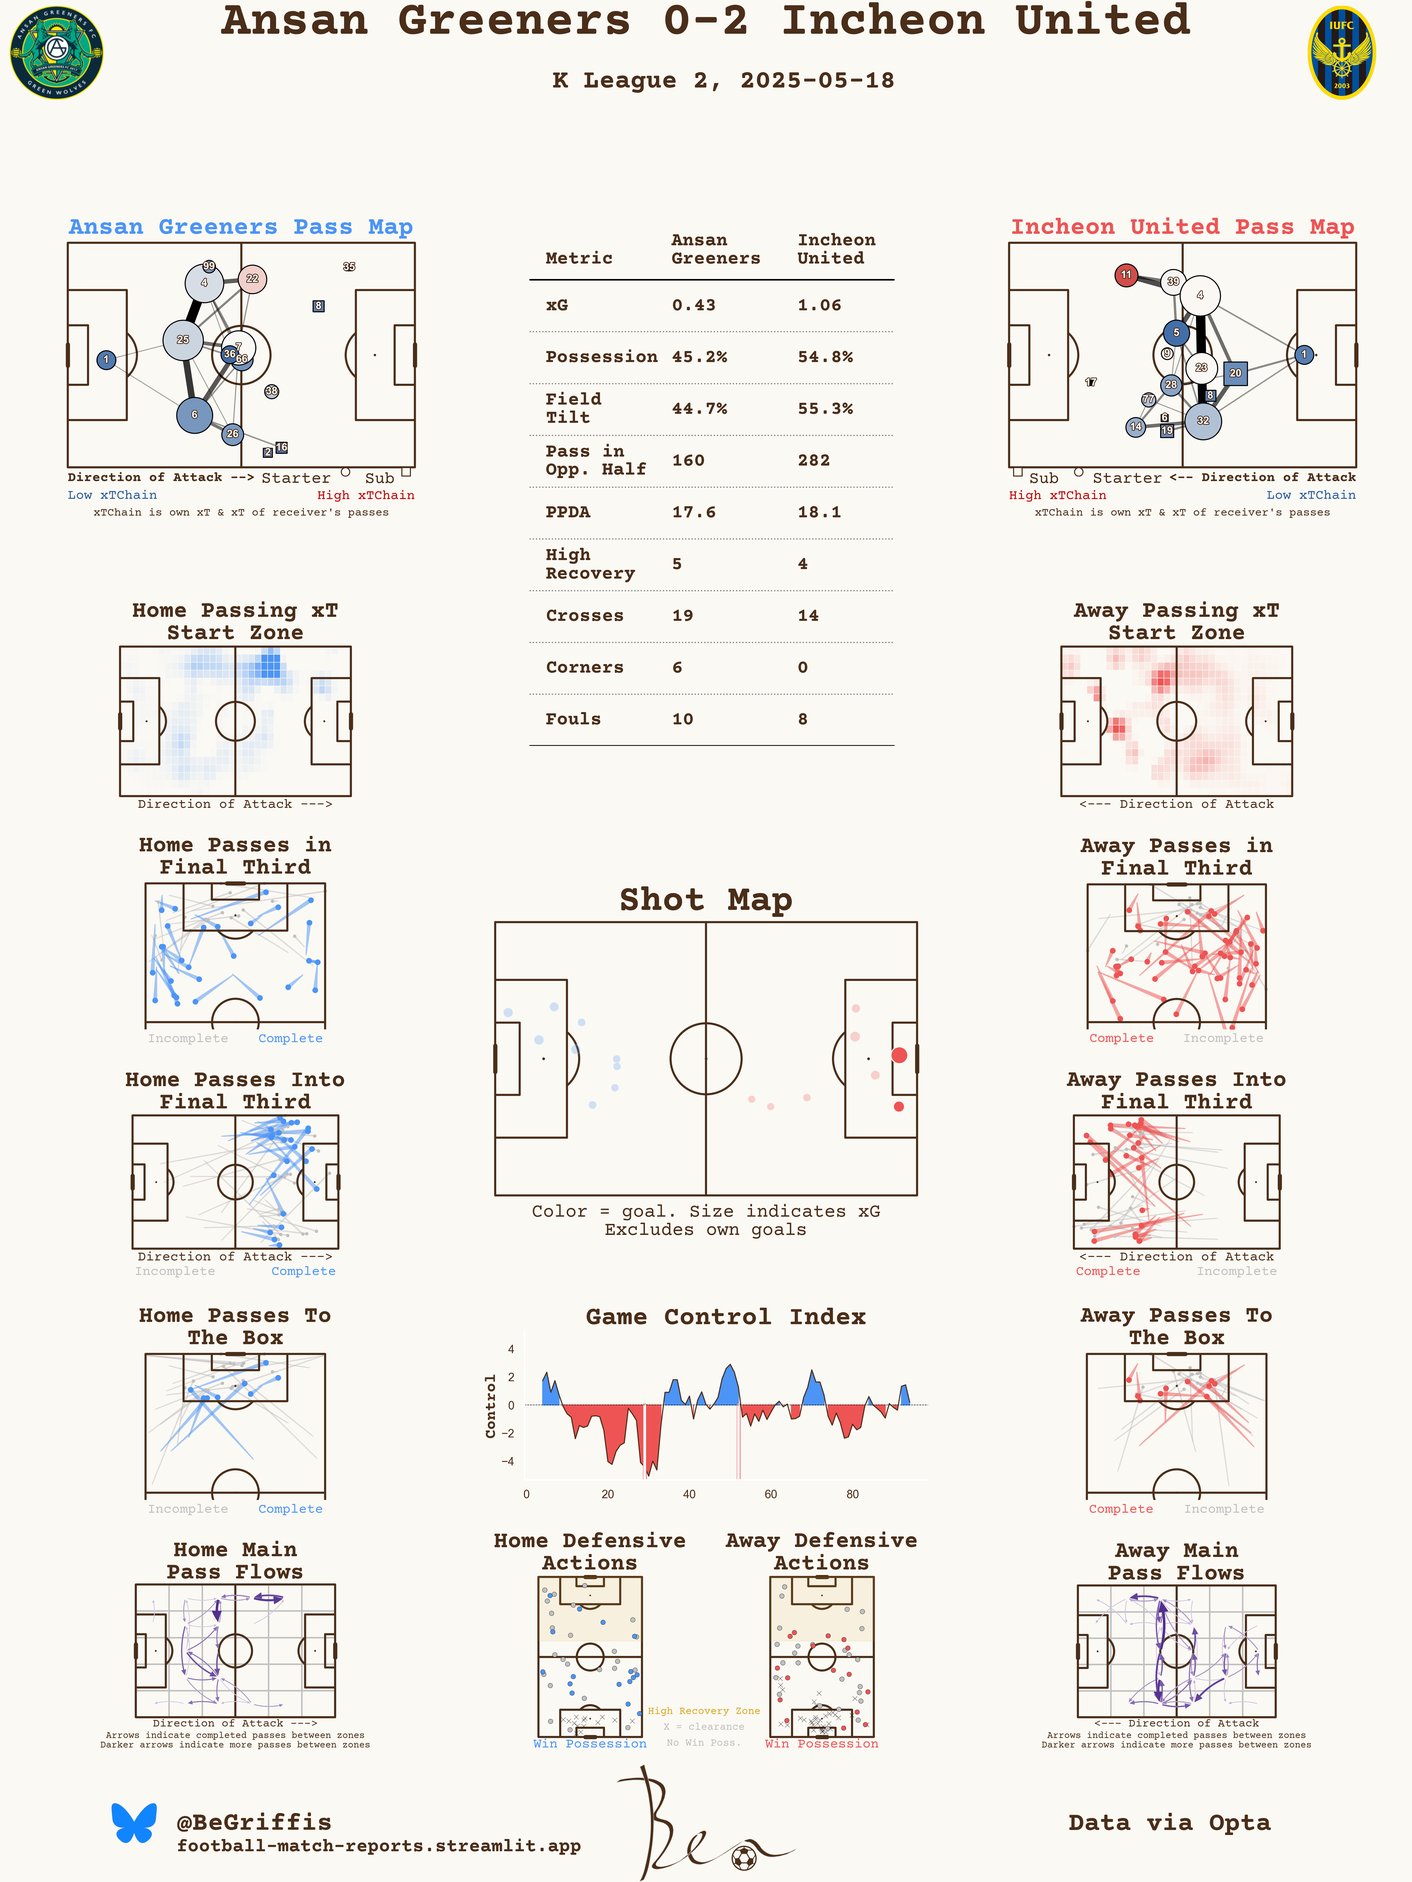 Ansan Greeners 0-2 Incheon United
K League 2, 2025-05-18
ANSAN GREENERS FC
GREEN WOLVES
IUFC
2003
Ansan Greeners Pass Map
99
4
22
35
8
25
7
36
66
1
38
6
26
2
16
Direction of Attack --> Starter Sub
Low xTChain High xTChain
xTChain is own xT & xT of receiver's passes
Metric Ansan Greeners Incheon United
xG 0.43 1.06
Possession 45.2% 54.8%
Field Tilt 44.7% 55.3%
Pass in Opp. Half 160 282
PPDA 17.6 18.1
High Recovery 5 4
Crosses 19 14
Corners 6 0
Fouls 10 8
Incheon United Pass Map
11
39
4
5
9
1
23
20
17
28
8
77
6
14
19
32
Sub Starter <-- Direction of Attack
High xTChain Low xTChain
xTChain is own xT & xT of receiver's passes
Home Passing xT
Start Zone
Direction of Attack --->
Away Passing xT
Start Zone
<--- Direction of Attack
Home Passes in
Final Third
Incomplete Complete
Away Passes in
Final Third
Complete Incomplete
Shot Map
Color = goal. Size indicates xG
Excludes own goals
Home Passes Into
Final Third
Direction of Attack --->
Incomplete Complete
Away Passes Into
Final Third
<--- Direction of Attack
Complete Incomplete
Home Passes To
The Box
Incomplete Complete
Game Control Index
Control
4
2
0
−2
−4
0 20 40 60 80
Away Passes To
The Box
Complete Incomplete
Home Main
Pass Flows
Direction of Attack --->
Arrows indicate completed passes between zones
Darker arrows indicate more passes between zones
Home Defensive
Actions
Win Possession
Away Defensive
Actions
Win Possession
High Recovery Zone
X = clearance
No Win Poss.
Away Main
Pass Flows
<--- Direction of Attack
Arrows indicate completed passes between zones
Darker arrows indicate more passes between zones
@BeGriffis
football-match-reports.streamlit.app
Ben
Data via Opta